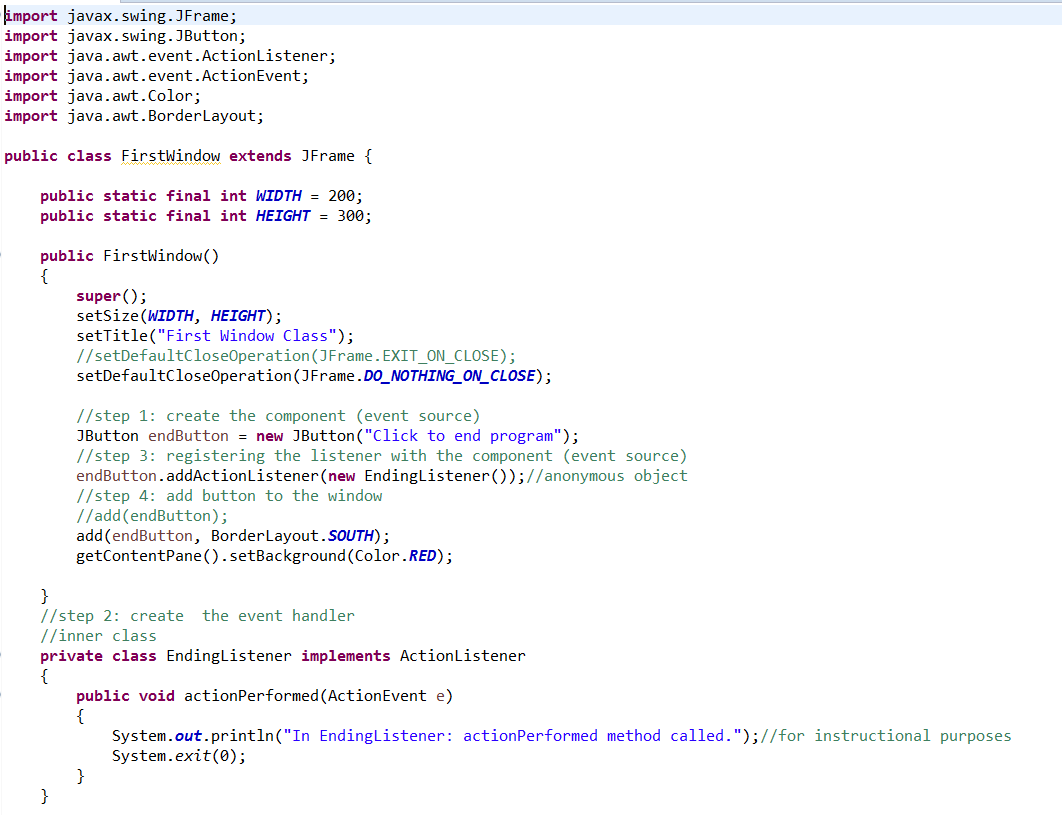 import javax.swing.JFrame;
import javax.swing.JButton;
import java.awt.event.ActionListener;
import java.awt.event.ActionEvent;
import java.awt.Color;
import java.awt.BorderLayout;

public class FirstWindow extends JFrame {

    public static final int WIDTH = 200;
    public static final int HEIGHT = 300;

    public FirstWindow()
    {
        super();
        setSize(WIDTH, HEIGHT);
        setTitle("First Window Class");
        //setDefaultCloseOperation(JFrame.EXIT_ON_CLOSE);
        setDefaultCloseOperation(JFrame.DO_NOTHING_ON_CLOSE);

        //step 1: create the component (event source)
        JButton endButton = new JButton("Click to end program");
        //step 3: registering the listener with the component (event source)
        endButton.addActionListener(new EndingListener());//anonymous object
        //step 4: add button to the window
        //add(endButton);
        add(endButton, BorderLayout.SOUTH);
        getContentPane().setBackground(Color.RED);

    }
    //step 2: create  the event handler
    //inner class
    private class EndingListener implements ActionListener
    {
        public void actionPerformed(ActionEvent e)
        {
            System.out.println("In EndingListener: actionPerformed method called.");//for instructional purposes
            System.exit(0);
        }
    }